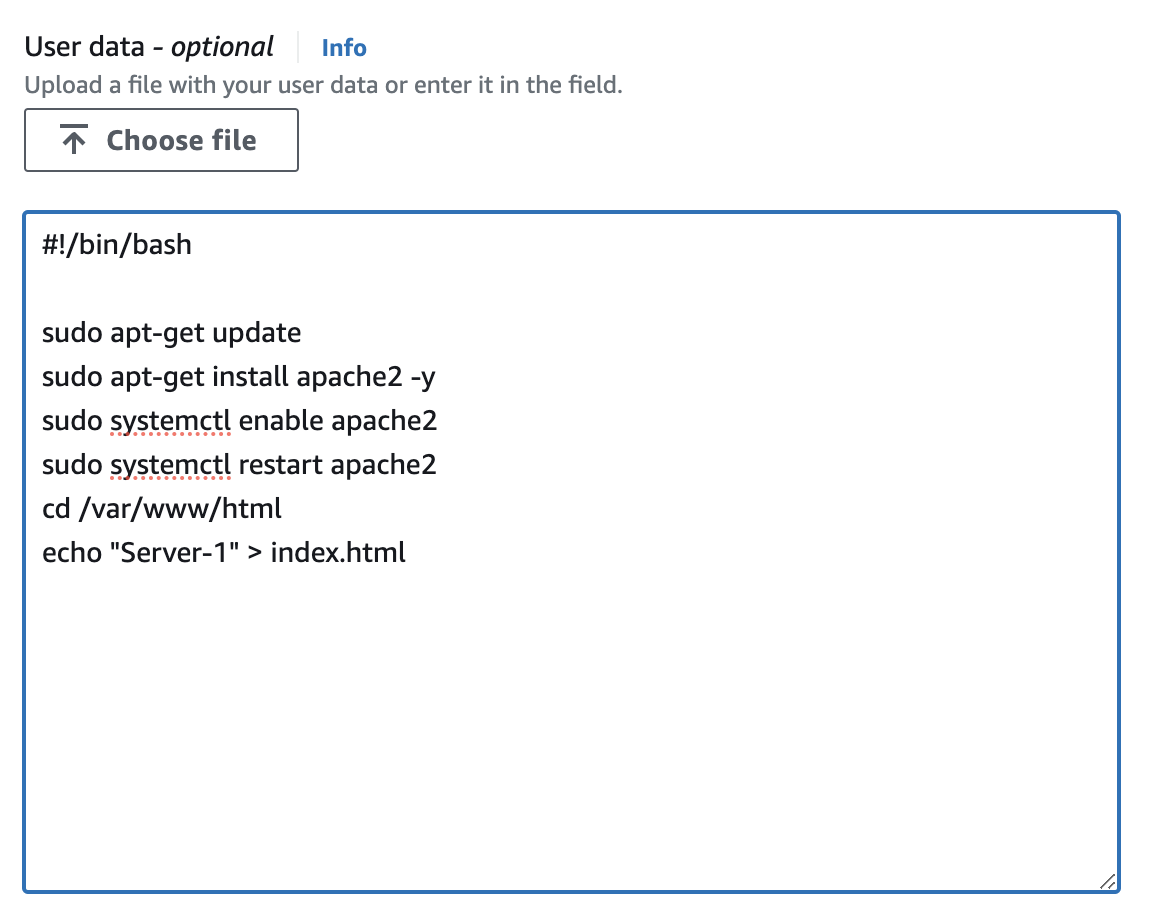 User data - optional Info
Upload a file with your user data or enter it in the field.
Choose file
#!/bin/bash
sudo apt-get update
sudo apt-get install apache2 -y
sudo systemctl enable apache2
sudo systemctl restart apache2
cd /var/www/html
echo "Server-1" > index.html